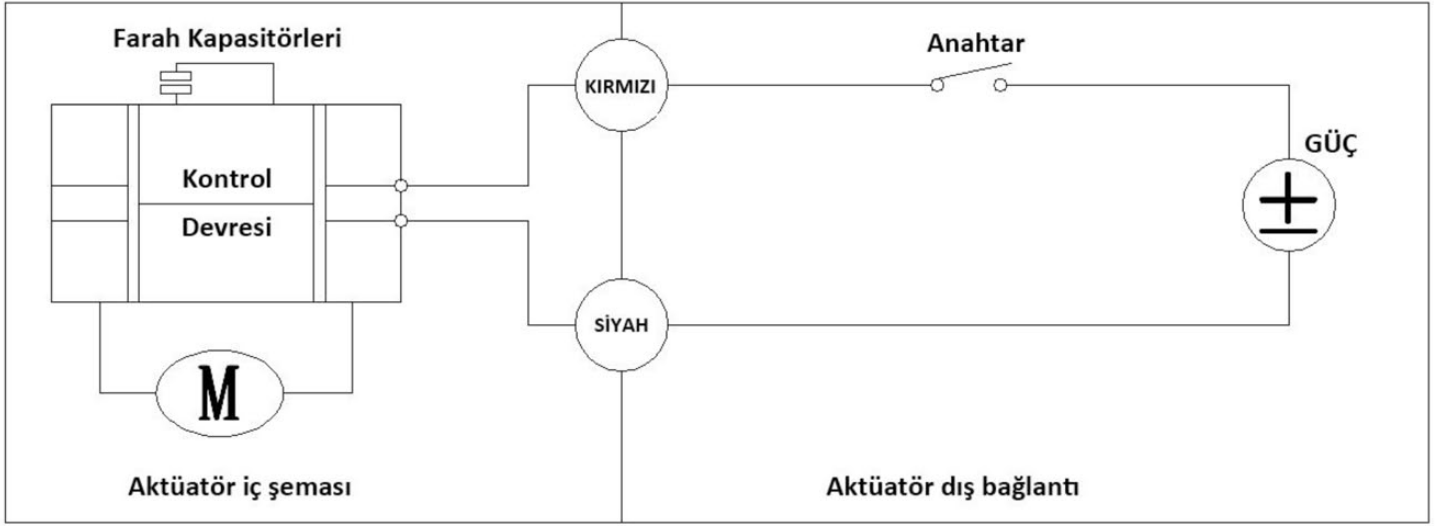 Farah Kapasitörleri
Kontrol
Devresi
M
Aktüatör iç şeması
KIRMIZI
SİYAH
Anahtar
GÜÇ
±
Aktüatör dış bağlantı